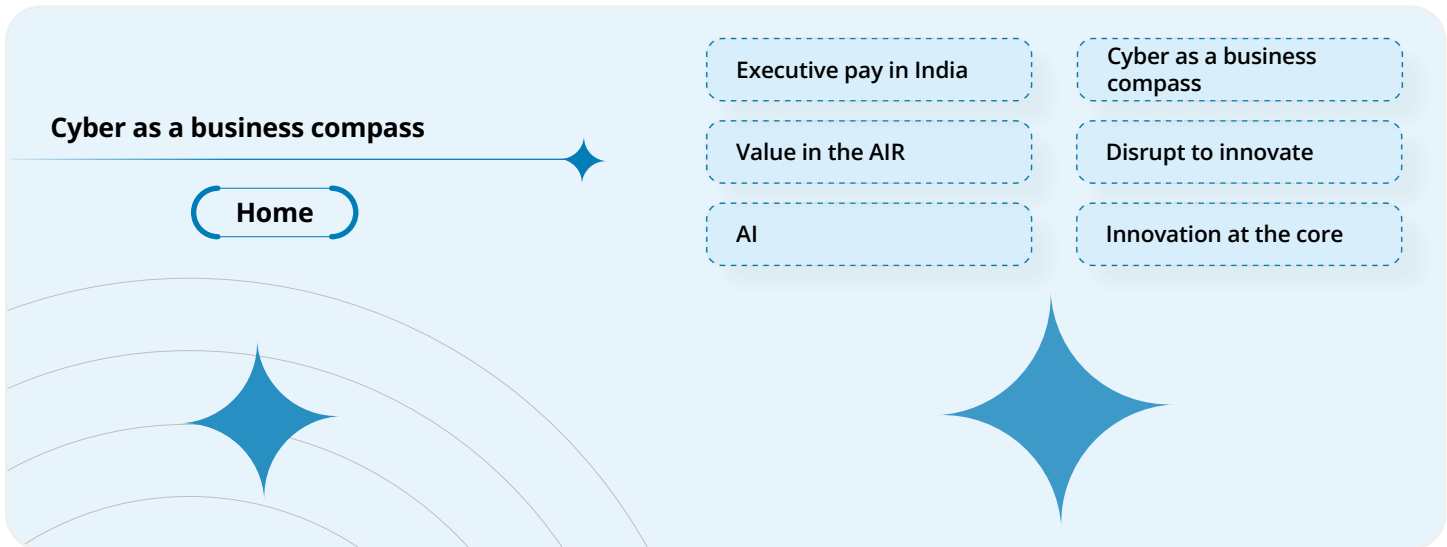 Cyber as a business compass
Home
Executive pay in India
Cyber as a business
compass
Value in the AIR
Disrupt to innovate
AI
Innovation at the core